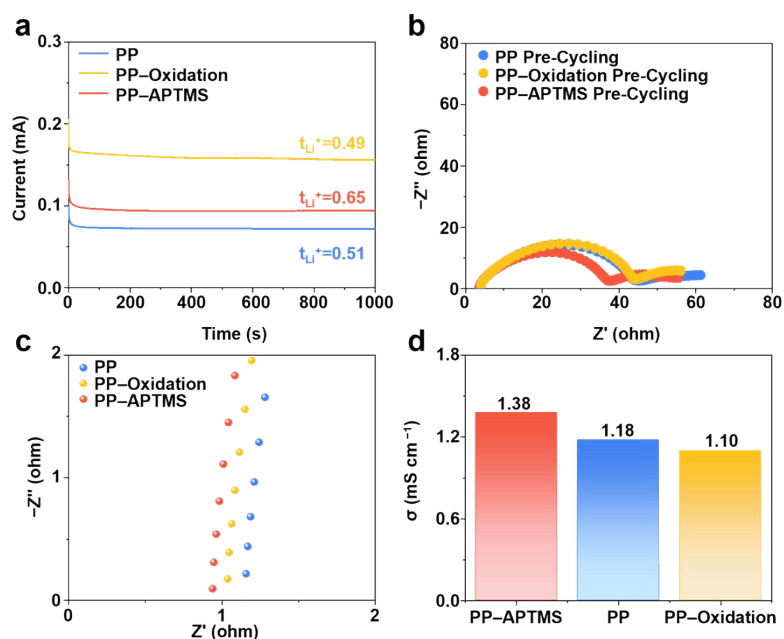 a
0.3
0.2
0.1
0.0
Current (mA)
PP
PP–Oxidation
PP–APTMS
tLi+=0.49
tLi+=0.65
tLi+=0.51
0 200 400 600 800 1000
Time (s)
b
80
60
40
20
0
−Z'' (ohm)
PP Pre-Cycling
PP–Oxidation Pre-Cycling
PP–APTMS Pre-Cycling
0 20 40 60 80
Z' (ohm)
c
2
1
0
−Z'' (ohm)
PP
PP–Oxidation
PP–APTMS
0 1 2
Z' (ohm)
d
1.8
1.2
0.6
0.0
σ (mS cm−1)
1.38
1.18
1.10
PP–APTMS PP PP–Oxidation